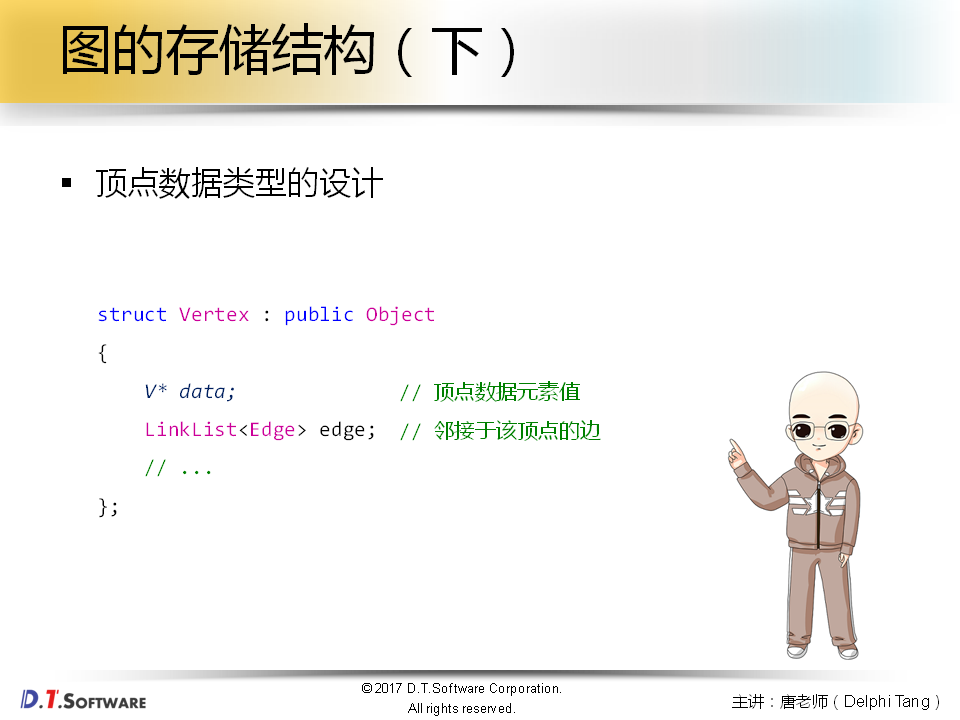 图的存储结构（下）
▪ 顶点数据类型的设计
struct Vertex : public Object
{
V* data; // 顶点数据元素值
LinkList<Edge> edge; // 邻接于该顶点的边
// ...
};
D.T.SOFTWARE
©2017 D.T.Software Corporation.
All rights reserved.
主讲：唐老师（Delphi Tang）